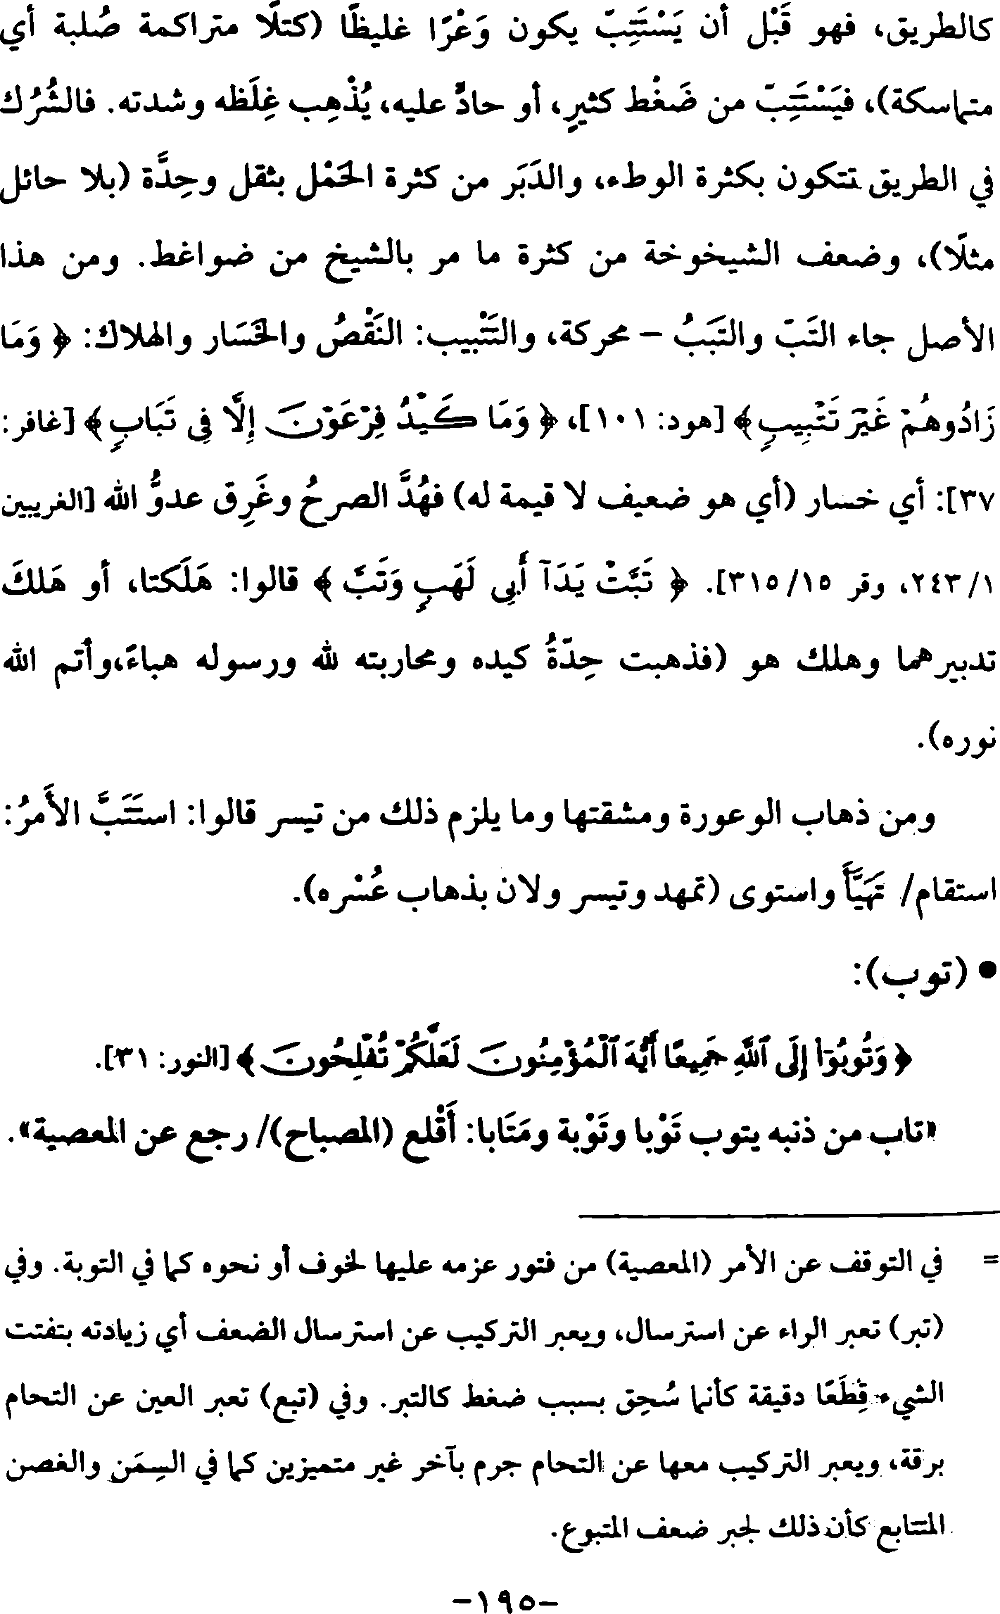 كالطريق، فهو قَبْل أن يَسْتَتِبّ يكون وَعْرًا غليظًا (كتلًا متراكمة صُلبة أي
متماسكة)، فيَسْتَتِبّ من ضَغْط كثيرٍ، أو حادٍّ عليه، يُذْهِب غِلَظه وشدته. فالشُرُك
في الطريق تتكون بكثرة الوطء، والدَبَر من كثرة الحَمْل بثقل وحِدَّة (بلا حائل
مثلًا)، وضعف الشيخوخة من كثرة ما مر بالشيخ من ضواغط. ومن هذا
الأصل جاء التَبّ والتَبَبُ – محركة، والتَتْبيب: النَقْصُ والخَسَار والهلاك: ﴿ وَمَا
زَادُوهُمْ غَيْرَ تَتْبِيبٍ﴾ [هود: ١٠١]، ﴿ وَمَا كَيْدُ فِرْعَوْنَ إِلَّا فِى تَبَابٍ﴾ [غافر:
٣٧]: أي خسار (أي هو ضعيف لا قيمة له) فهُدَّ الصرحُ وغَرِق عدوُّ الله [الغريبين
١/ ٢٤٣، وقر ١٥/ ٣١٥]. ﴿ تَبَّتْ يَدَآ أَبِى لَهَبٍ وَتَبَّ ﴾ قالوا: هَلَكتا، أو هَلكَ
تدبيرهما وهلك هو (فذهبت حِدّةُ كيده ومحاربته لله ورسوله هباءً،وأتم الله
نوره).
ومن ذهاب الوعورة ومشقتها وما يلزم ذلك من تيسر قالوا: استَتَبَّ الأَمرُ:
استقام/ تَهَيَّأَ واستوى (تمهد وتيسر ولان بذهاب عُسْره).
• (توب):
﴿ وَتُوبُوٓا۟ إِلَى ٱللَّهِ جَمِيعًا أَيُّهَ ٱلْمُؤْمِنُونَ لَعَلَّكُمْ تُفْلِحُونَ ﴾ [النور: ٣١].
«تاب من ذنبه يتوب تَوْبا وتَوْبة ومَتَابا: أَقْلع (المصباح)/ رجع عن المعصية».
= في التوقف عن الأمر (المعصية) من فتور عزمه عليها لخوف أو نحوه كما في التوبة. وفي
(تبر) تعبر الراء عن استرسال، ويعبر التركيب عن استرسال الضعف أي زيادته بتفتت
الشيء قِطَعًا دقيقة كأنما سُحِق بسبب ضغط كالتبر. وفي (تبع) تعبر العين عن التحام
برقة، ويعبر التركيب معها عن التحام جرم بآخر غير متميزين كما في السِمَن والغصن
المتتابع كأن ذلك لجبر ضعف المتبوع.
-١٩٥-